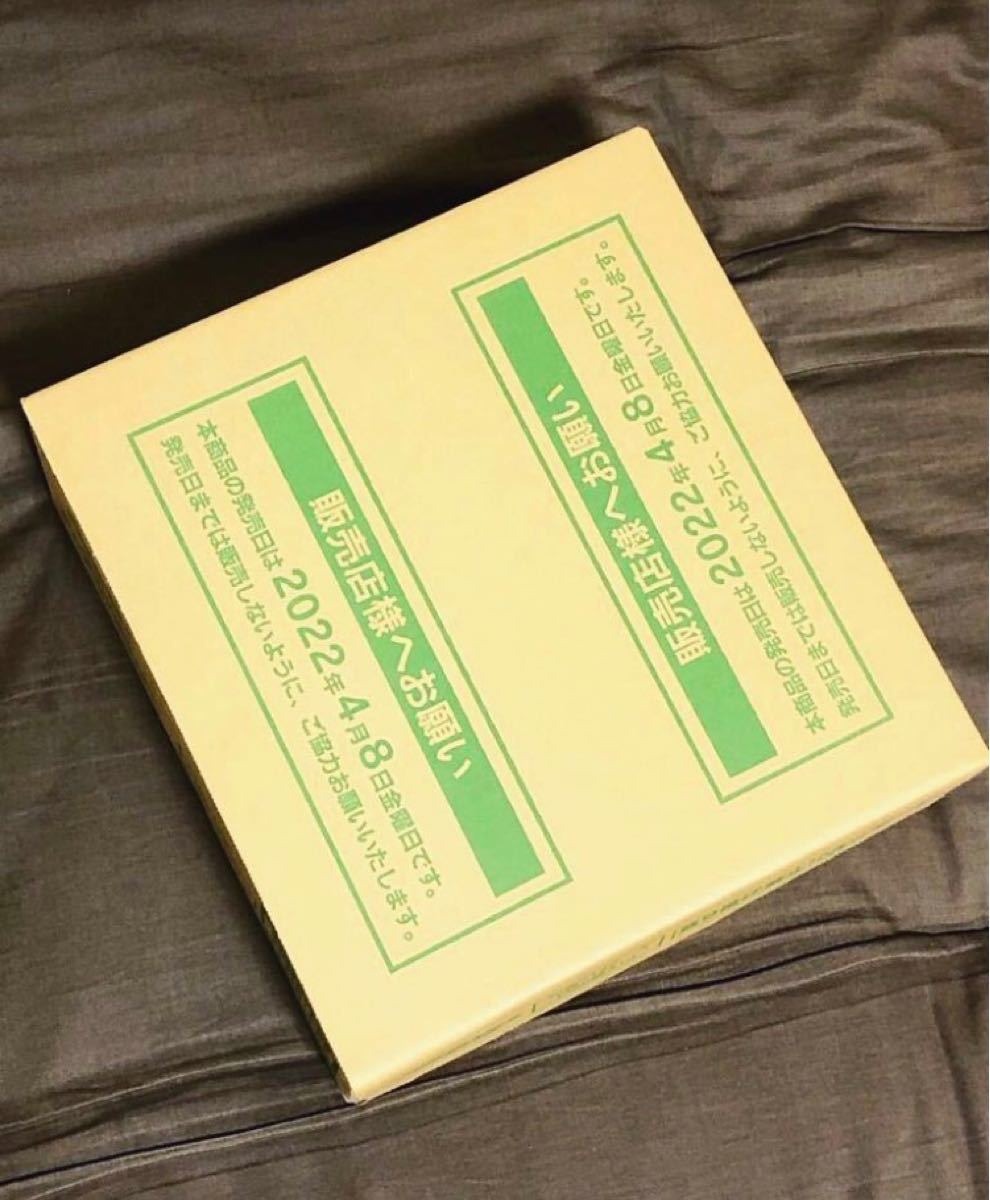 販売店様へお願い
本商品の発売日は2022年4月8日金曜日です。
発売日までは販売しないように、ご協力お願いいたします。
販売店様へお願い
本商品の発売日は2022年4月8日金曜日です。
発売日までは販売しないように、ご協力お願いいたします。